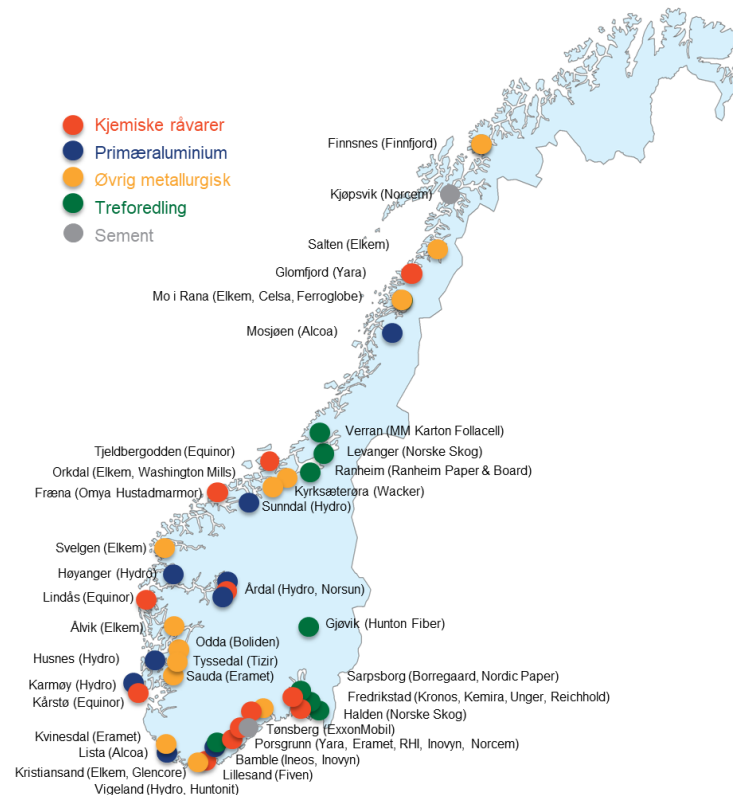 Kjemiske råvarer
Primæraluminium
Øvrig metallurgisk
Treforedling
Sement
Finnsnes (Finnfjord)
Kjøpsvik (Norcem)
Salten (Elkem)
Glomfjord (Yara)
Mo i Rana (Elkem, Celsa, Ferroglobe)
Mosjøen (Alcoa)
Verran (MM Karton Follacell)
Tjeldbergodden (Equinor)
Levanger (Norske Skog)
Orkdal (Elkem, Washington Mills)
Ranheim (Ranheim Paper & Board)
Fræna (Omya Hustadmarmor)
Kyrksæterøra (Wacker)
Sunndal (Hydro)
Svelgen (Elkem)
Høyanger (Hydro)
Årdal (Hydro, Norsun)
Lindås (Equinor)
Ålvik (Elkem)
Gjøvik (Hunton Fiber)
Odda (Boliden)
Husnes (Hydro)
Tyssedal (Tizir)
Sauda (Eramet)
Sarpsborg (Borregaard, Nordic Paper)
Karmøy (Hydro)
Fredrikstad (Kronos, Kemira, Unger, Reichhold)
Kårstø (Equinor)
Halden (Norske Skog)
Tønsberg (ExxonMobil)
Kvinesdal (Eramet)
Porsgrunn (Yara, Eramet, RHI, Inovyn, Norcem)
Lista (Alcoa)
Bamble (Ineos, Inovyn)
Kristiansand (Elkem, Glencore)
Lillesand (Fiven)
Vigeland (Hydro, Huntonit)